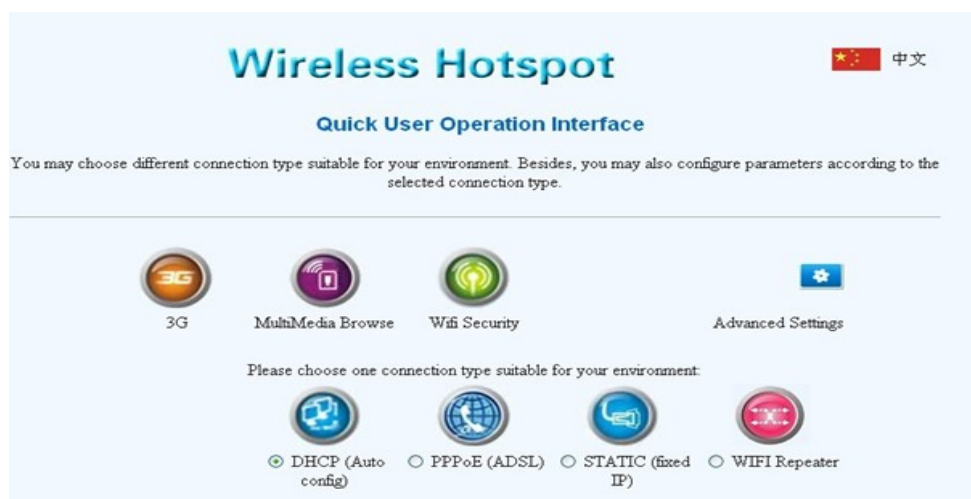 Wireless Hotspot
中文
Quick User Operation Interface
You may choose different connection type suitable for your environment. Besides, you may also configure parameters according to the
selected connection type.
3G
3G
MultiMedia Browse
Wifi Security
Advanced Settings
Please choose one connection type suitable for your environment:
DHCP (Auto
config)
PPPoE (ADSL)
STATIC (fixed
IP)
WIFI Repeater